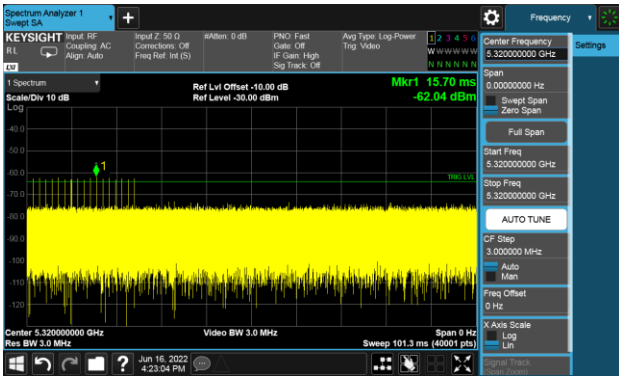 Spectrum Analyzer 1
Swept SA
Frequency
KEYSIGHT
RL
LXI
Input: RF
Coupling: AC
Align: Auto
Input Z: 50 Ω
Corrections: Off
Freq Ref: Int (S)
#Atten: 0 dB
PNO: Fast
Gate: Off
IF Gain: High
Sig Track: Off
Avg Type: Log-Power
Trig: Video
1 2 3 4 5 6
W W W W W W
N N N N N N
1 Spectrum
Scale/Div 10 dB
Log
Ref Lvl Offset -10.00 dB
Ref Level -30.00 dBm
Mkr1 15.70 ms
-62.04 dBm
-40.0
-50.0
-60.0
-70.0
-80.0
-90.0
-100
-110
-120
1
TRIG LVL
Center 5.320000000 GHz
Res BW 3.0 MHz
Video BW 3.0 MHz
Span 0 Hz
Sweep 101.3 ms (40001 pts)
Jun 16, 2022
4:23:04 PM
Center Frequency
5.320000000 GHz
Span
0.00000000 Hz
Swept Span
Zero Span
Full Span
Start Freq
5.320000000 GHz
Stop Freq
5.320000000 GHz
AUTO TUNE
CF Step
3.000000 MHz
Auto
Man
Freq Offset
0 Hz
X Axis Scale
Log
Lin
Signal Track
(Span Zoom)
Settings